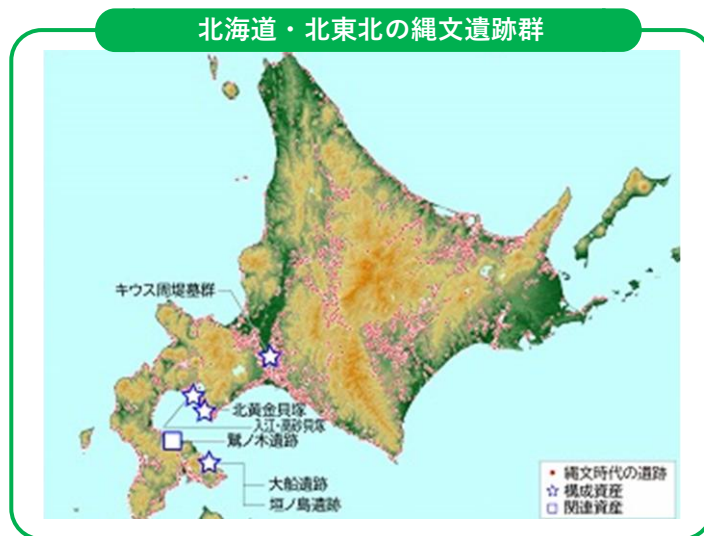 北海道・北東北の縄文遺跡群
キウス周堤墓群
北黄金貝塚
入江・高砂貝塚
鷲ノ木遺跡
大船遺跡
垣ノ島遺跡
縄文時代の遺跡
構成資産
関連資産